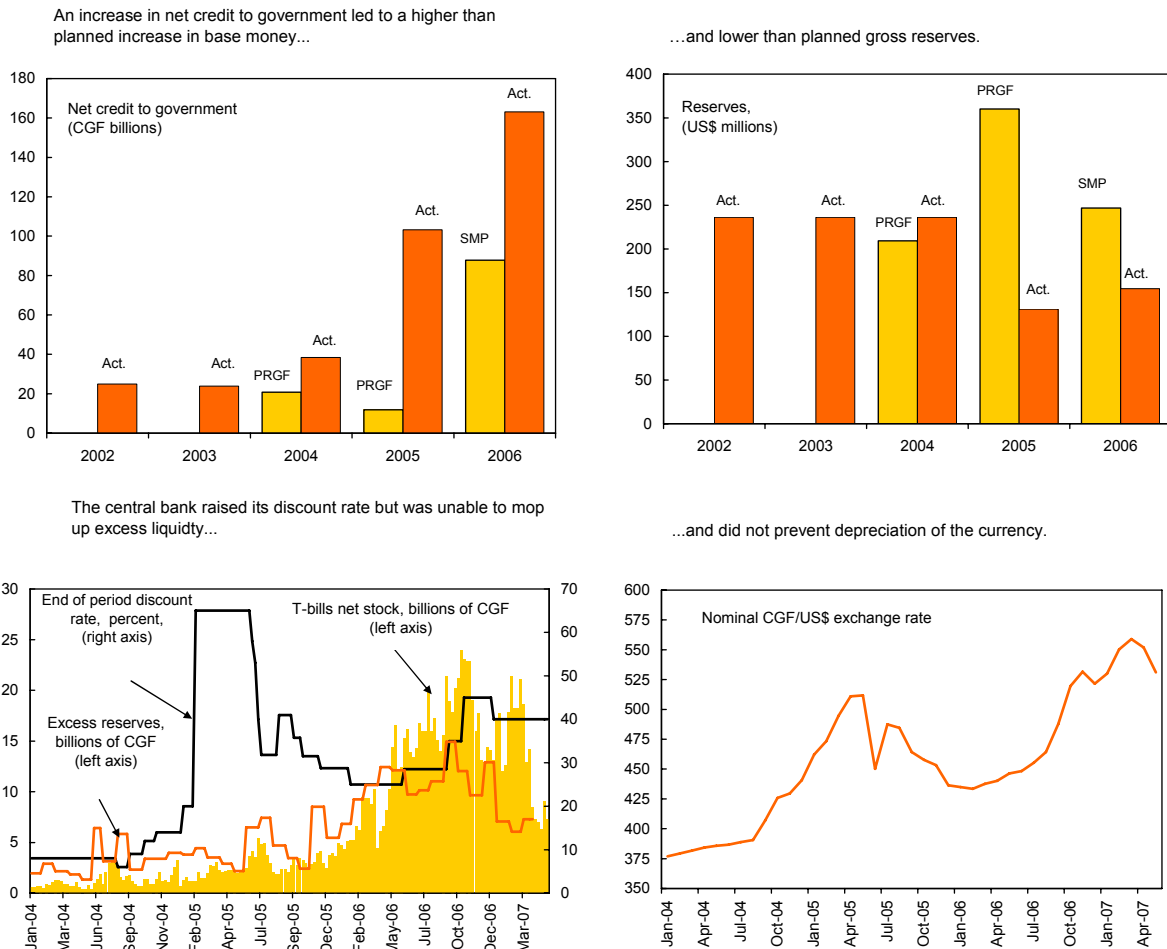 An increase in net credit to government led to a higher than
planned increase in base money...
180
160
140
120
100
80
60
40
20
0
Net credit to government
(CGF billions)
Act.
Act.
PRGF
Act.
PRGF
Act.
SMP
Act.
2002 2003 2004 2005 2006
…and lower than planned gross reserves.
400
350
300
250
200
150
100
50
0
Reserves,
(US$ millions)
Act.
Act.
PRGF
Act.
PRGF
Act.
SMP
Act.
2002 2003 2004 2005 2006
The central bank raised its discount rate but was unable to mop
up excess liquidty...
30
25
20
15
10
5
0
End of period discount
rate, percent,
(right axis)
T-bills net stock, billions of CGF
(left axis)
Excess reserves,
billions of CGF
(left axis)
70
60
50
40
30
20
10
0
Jan-04 Mar-04 Jun-04 Sep-04 Nov-04 Feb-05 Apr-05 Jul-05 Sep-05 Dec-05 Feb-06 May-06 Jul-06 Oct-06 Dec-06 Mar-07
...and did not prevent depreciation of the currency.
600
575
550
525
500
475
450
425
400
375
350
Nominal CGF/US$ exchange rate
Jan-04 Apr-04 Jul-04 Oct-04 Jan-05 Apr-05 Jul-05 Oct-05 Jan-06 Apr-06 Jul-06 Oct-06 Jan-07 Apr-07